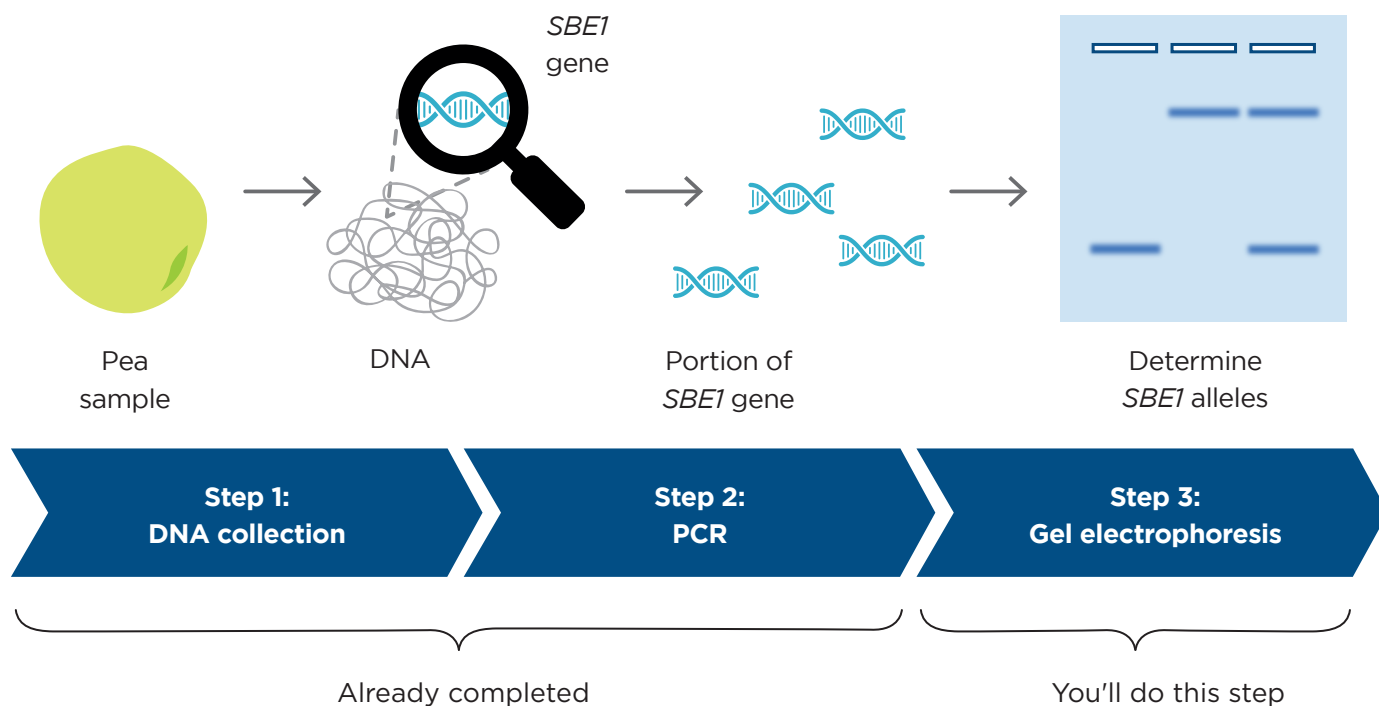 SBE1
gene
Pea
sample
DNA
Portion of
SBE1 gene
Determine
SBE1 alleles
Step 1:
DNA collection
Step 2:
PCR
Step 3:
Gel electrophoresis
Already completed
You'll do this step